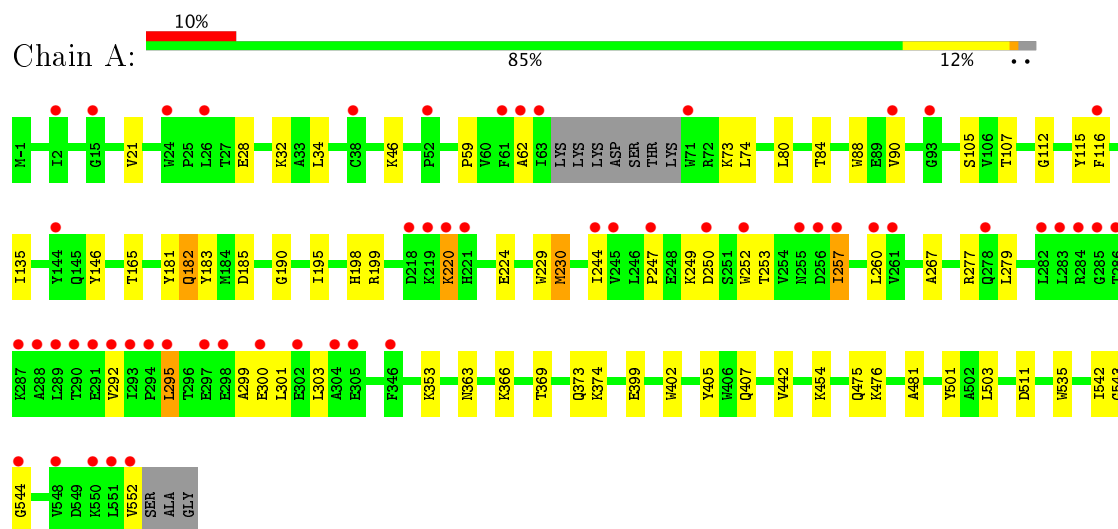 10%
Chain A:
85% 12% • •
M-1 I2 G15 V21 W24 P25 L26 T27 E28 K32 A33 L34 C38 K46 P52 P59 V60 F61 A62 I63 LYS LYS LYS ASP SER THR LYS W71 R72 K73 L74 L80 T84 W88 E89 V90 G93 S105 V106 T107 G112 Y115 F116
I135 Y144 Q145 Y146 T165 Y181 Q182 Y183 M184 D185 G190 I195 H198 R199 D218 K219 K220 H221 E224 W229 M230 I244 V245 L246 P247 E248 K249 D250 S251 W252 T253 V254 N255 D256 I257 L260 V261 A267 R277 Q278 L279 L282 L283 R284 G285 T286
K287 A288 L289 T290 E291 V292 I293 P294 L295 T296 E297 E298 A299 E300 L301 E302 L303 A304 E305 F346 K353 N363 K366 T369 Q373 K374 E399 W402 Y405 W406 Q407 V442 K454 Q475 K476 A481 Y501 A502 L503 D511 W535 I542 G543
G544 V548 D549 K550 L551 V552 SER ALA GLY